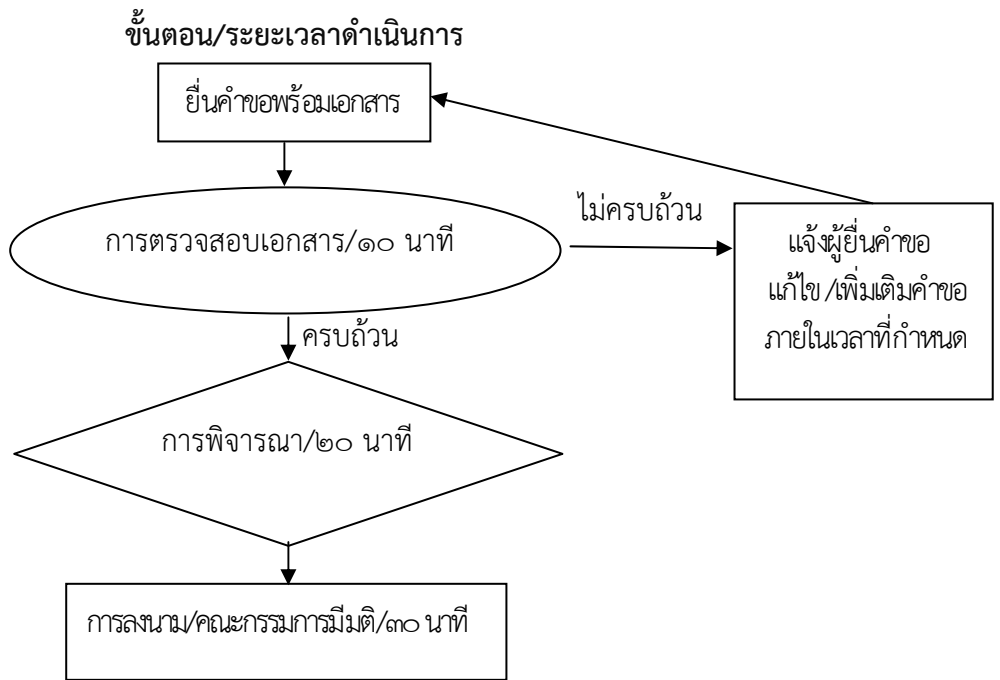 ขั้นตอน/ระยะเวลาดำเนินการ
ยื่นคำขอพร้อมเอกสาร
การตรวจสอบเอกสาร/๑๐ นาที
ไม่ครบถ้วน
แจ้งผู้ยื่นคำขอ
แก้ไข/เพิ่มเติมคำขอ
ภายในเวลาที่กำหนด
ครบถ้วน
การพิจารณา/๒๐ นาที
การลงนาม/คณะกรรมการมีมติ/๓๐ นาที